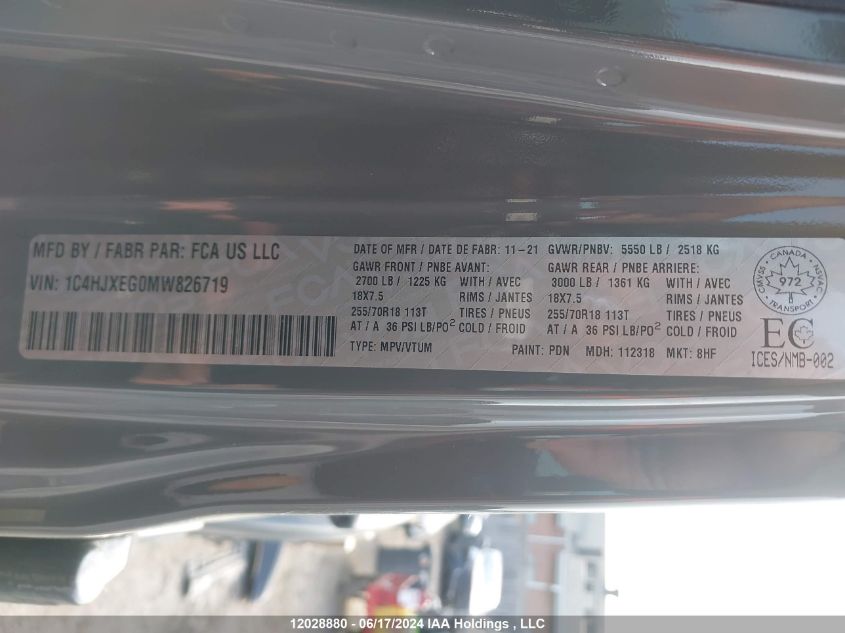 MFD BY / FABR PAR: FCA US LLC
VIN: 1C4HJXEG0MW826719
DATE OF MFR / DATE DE FABR: 11-21 GVWR/PNBV: 5550 LB / 2518 KG
GAWR FRONT / PNBE AVANT: GAWR REAR / PNBE ARRIERE:
2700 LB / 1225 KG WITH / AVEC 3000 LB / 1361 KG WITH / AVEC
18X7.5 RIMS / JANTES 18X7.5 RIMS / JANTES
255/70R18 113T TIRES / PNEUS 255/70R18 113T TIRES / PNEUS
AT / A 36 PSI LB/PO² COLD / FROID AT / A 36 PSI LB/PO² COLD / FROID
TYPE: MPV/VTUM PAINT: PDN MDH: 112318 MKT: 8HF
CANADA
CMVSS 972 NSVAC
TRANSPORT
EC
ICES/NMB-002
12028880 - 06/17/2024 IAA Holdings, LLC